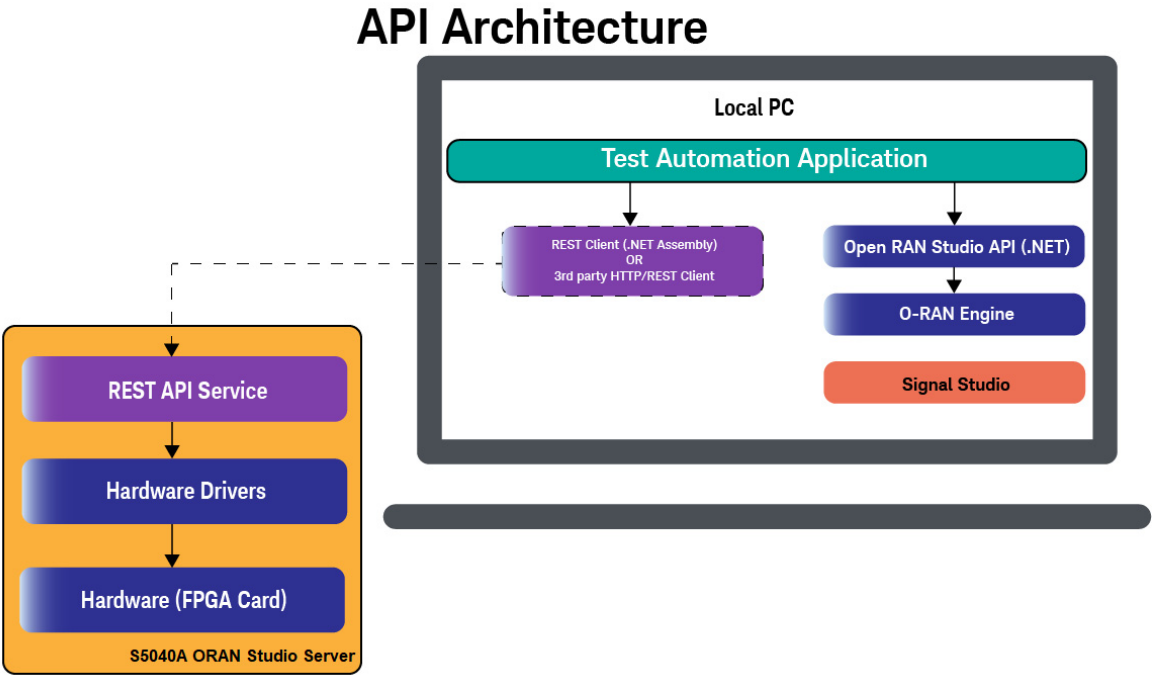 API Architecture
Local PC
Test Automation Application
REST Client (.NET Assembly)
OR
3rd party HTTP/REST Client
Open RAN Studio API (.NET)
O-RAN Engine
Signal Studio
REST API Service
Hardware Drivers
Hardware (FPGA Card)
S5040A ORAN Studio Server